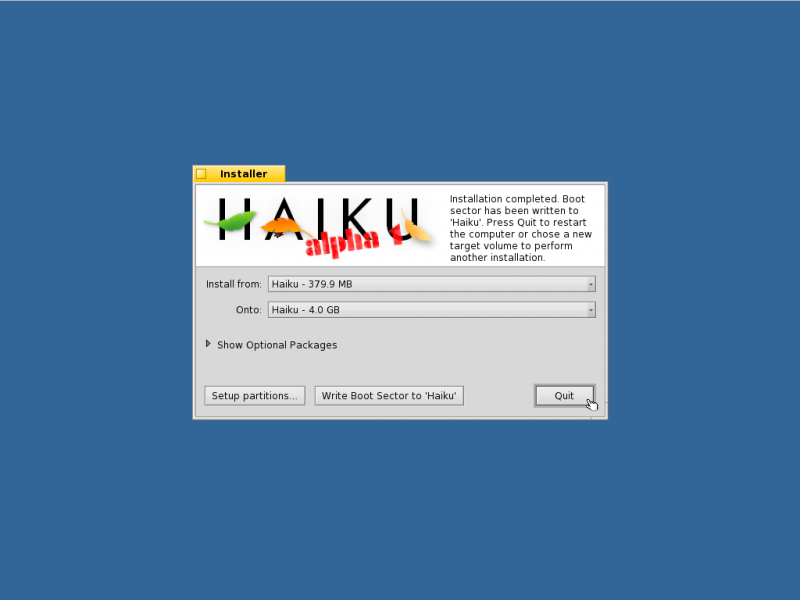 Installer
HAIKU
alpha 1
Installation completed. Boot
sector has been written to
'Haiku'. Press Quit to restart
the computer or chose a new
target volume to perform
another installation.
Install from: Haiku - 379.9 MB
Onto: Haiku - 4.0 GB
Show Optional Packages
Setup partitions... Write Boot Sector to 'Haiku' Quit